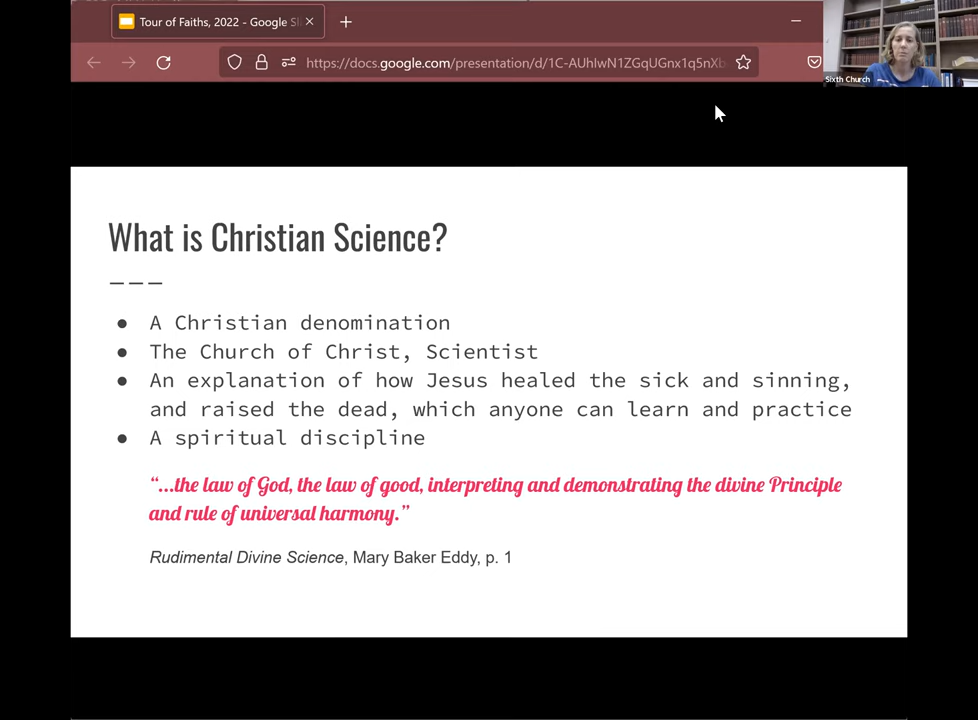 Tour of Faiths, 2022 - Google Sl
https://docs.google.com/presentation/d/1C-AUhIwN1ZGqUGnx1q5nXb
Sixth Church
What is Christian Science?
———
● A Christian denomination
● The Church of Christ, Scientist
● An explanation of how Jesus healed the sick and sinning,
and raised the dead, which anyone can learn and practice
● A spiritual discipline
“...the law of God, the law of good, interpreting and demonstrating the divine Principle
and rule of universal harmony.”
Rudimental Divine Science, Mary Baker Eddy, p. 1